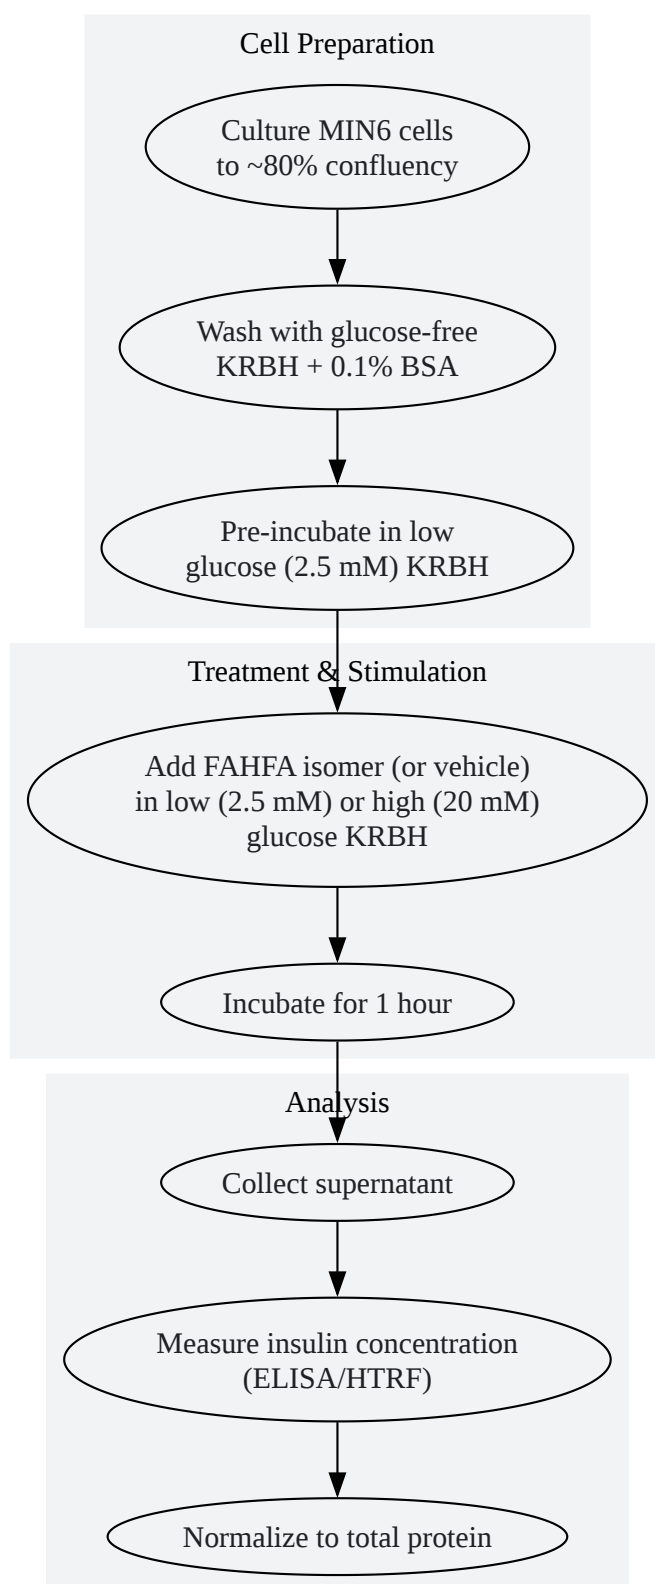 Cell Preparation
Culture MIN6 cells
to ~80% confluency
Wash with glucose-free
KRBH + 0.1% BSA
Pre-incubate in low
glucose (2.5 mM) KRBH
Treatment & Stimulation
Add FAHFA isomer (or vehicle)
in low (2.5 mM) or high (20 mM)
glucose KRBH
Incubate for 1 hour
Analysis
Collect supernatant
Measure insulin concentration
(ELISA/HTRF)
Normalize to total protein